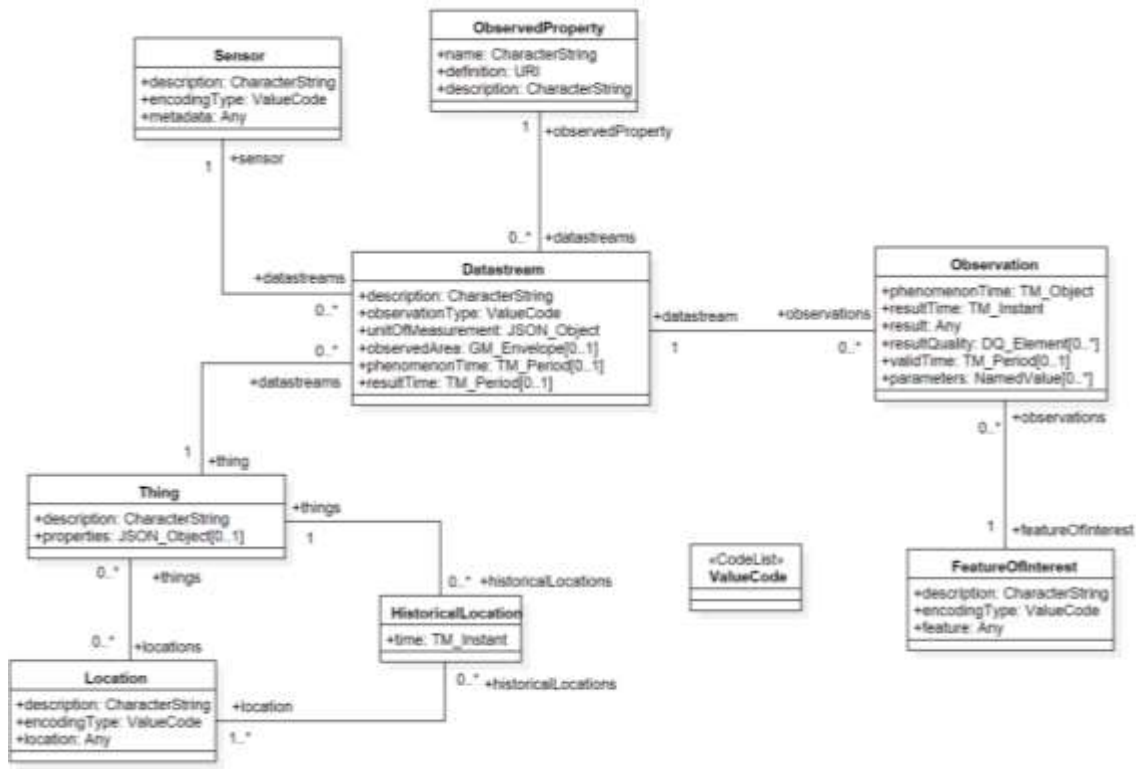 Sensor
+description: CharacterString
+encodingType: ValueCode
+metadata: Any
ObservedProperty
+name: CharacterString
+definition: URI
+description: CharacterString
1
+sensor
1
+observedProperty
0..*
+datastreams
+datastreams
0..*
Datastream
+description: CharacterString
+observationType: ValueCode
+unitOfMeasurement: JSON_Object
+observedArea: GM_Envelope[0..1]
+phenomenonTime: TM_Period[0..1]
+resultTime: TM_Period[0..1]
+datastream
1
+observations
0..*
Observation
+phenomenonTime: TM_Object
+resultTime: TM_Instant
+result: Any
+resultQuality: DQ_Element[0..*]
+validTime: TM_Period[0..1]
+parameters: NamedValue[0..*]
0..*
+datastreams
1
+thing
+observations
0..*
1
+featureOfInterest
Thing
+description: CharacterString
+properties: JSON_Object[0..1]
+things
1
0..*
+things
0..* +historicalLocations
HistoricalLocation
+time: TM_Instant
«CodeList»
ValueCode
FeatureOfInterest
+description: CharacterString
+encodingType: ValueCode
+feature: Any
0..*
+locations
0..* +historicalLocations
Location
+description: CharacterString
+encodingType: ValueCode
+location: Any
+location
1..*